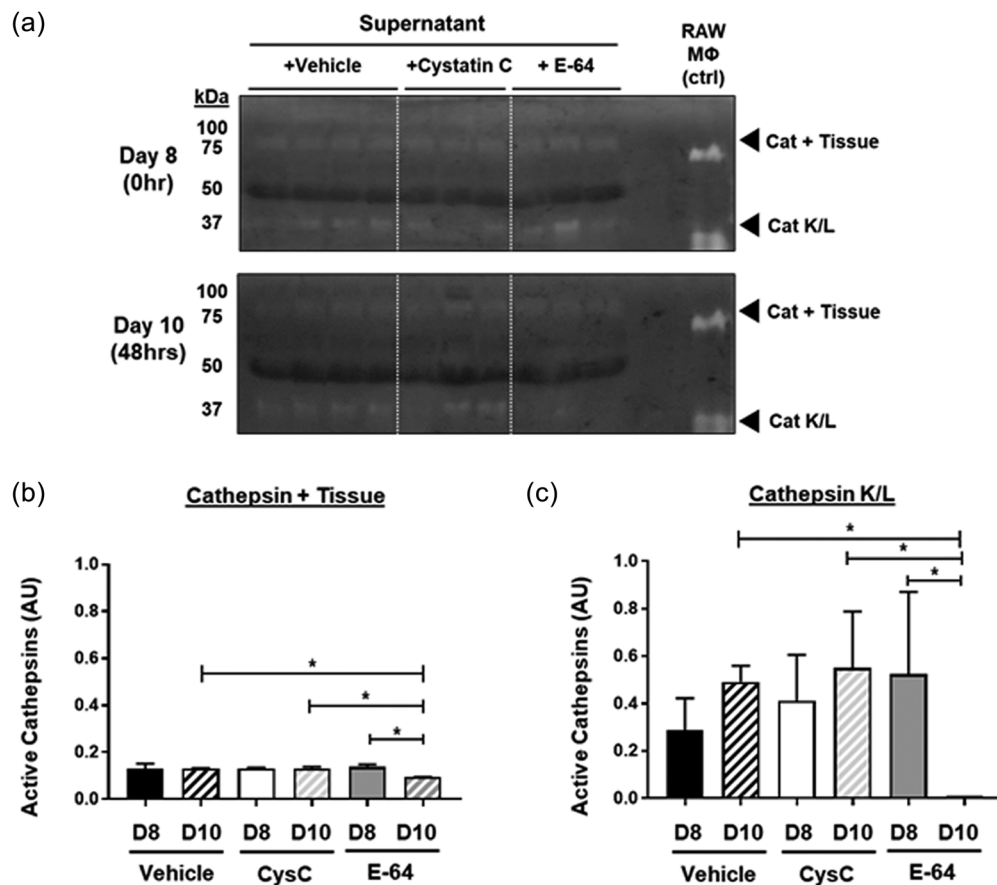 (a)
Supernatant
+Vehicle +Cystatin C + E-64
RAW
MΦ
(ctrl)
kDa
Day 8
(0hr)
100
75
50
37
Cat + Tissue
Cat K/L
Day 10
(48hrs)
100
75
50
37
Cat + Tissue
Cat K/L
(b)
Cathepsin + Tissue
Active Cathepsins (AU)
1.0
0.8
0.6
0.4
0.2
0.0
*
*
*
D8 D10 D8 D10 D8 D10
Vehicle CysC E-64
(c)
Cathepsin K/L
Active Cathepsins (AU)
1.0
0.8
0.6
0.4
0.2
0.0
*
*
*
D8 D10 D8 D10 D8 D10
Vehicle CysC E-64